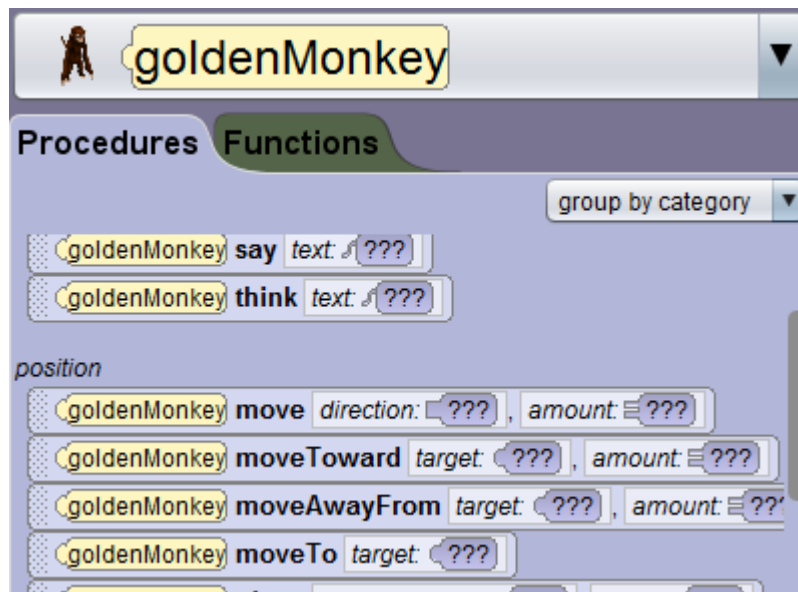 goldenMonkey
Procedures Functions
group by category
goldenMonkey say text: ???
goldenMonkey think text: ???
position
goldenMonkey move direction: ???, amount: ???
goldenMonkey moveToward target: ???, amount: ???
goldenMonkey moveAwayFrom target: ???, amount: ???
goldenMonkey moveTo target: ???